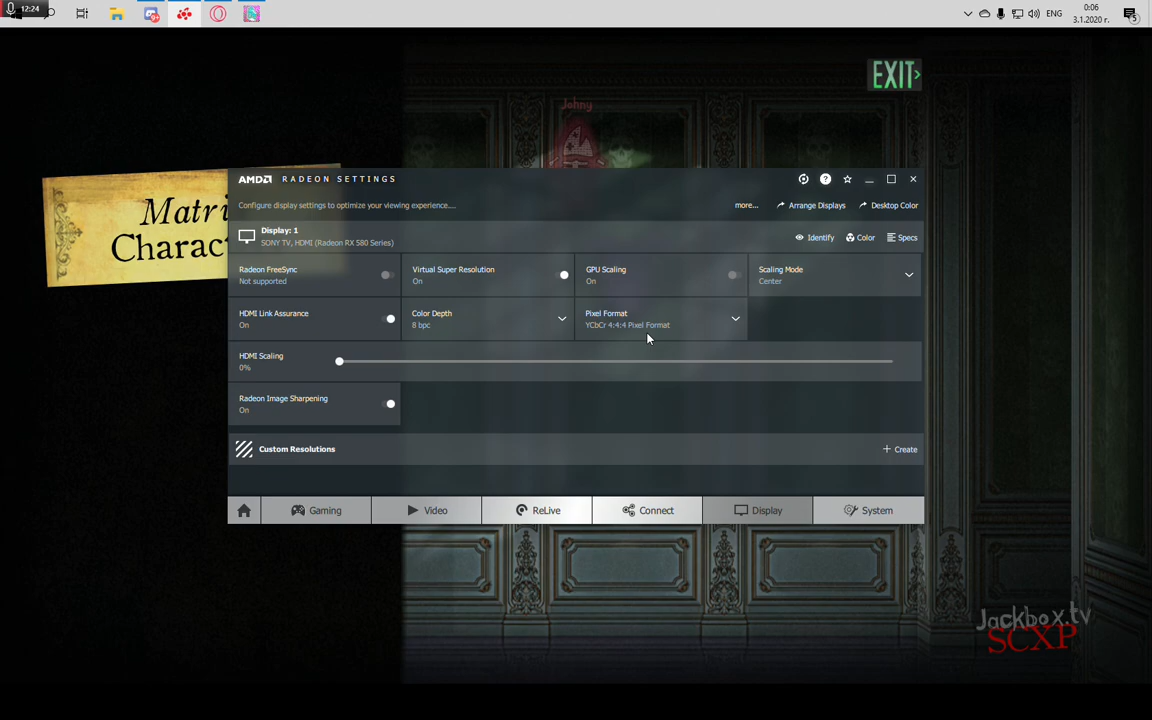 12:24
ENG
0:06
3.1.2020 г.
5
EXIT
Johny
Matri
Charac
AMD RADEON SETTINGS
Configure display settings to optimize your viewing experience....
more...
Arrange Displays
Desktop Color
Display: 1
SONY TV, HDMI (Radeon RX 580 Series)
Identify
Color
Specs
Radeon FreeSync
Not supported
Virtual Super Resolution
On
GPU Scaling
On
Scaling Mode
Center
HDMI Link Assurance
On
Color Depth
8 bpc
Pixel Format
YCbCr 4:4:4 Pixel Format
HDMI Scaling
0%
Radeon Image Sharpening
On
Custom Resolutions
+ Create
Gaming
Video
ReLive
Connect
Display
System
Jackbox.tv
SCXP